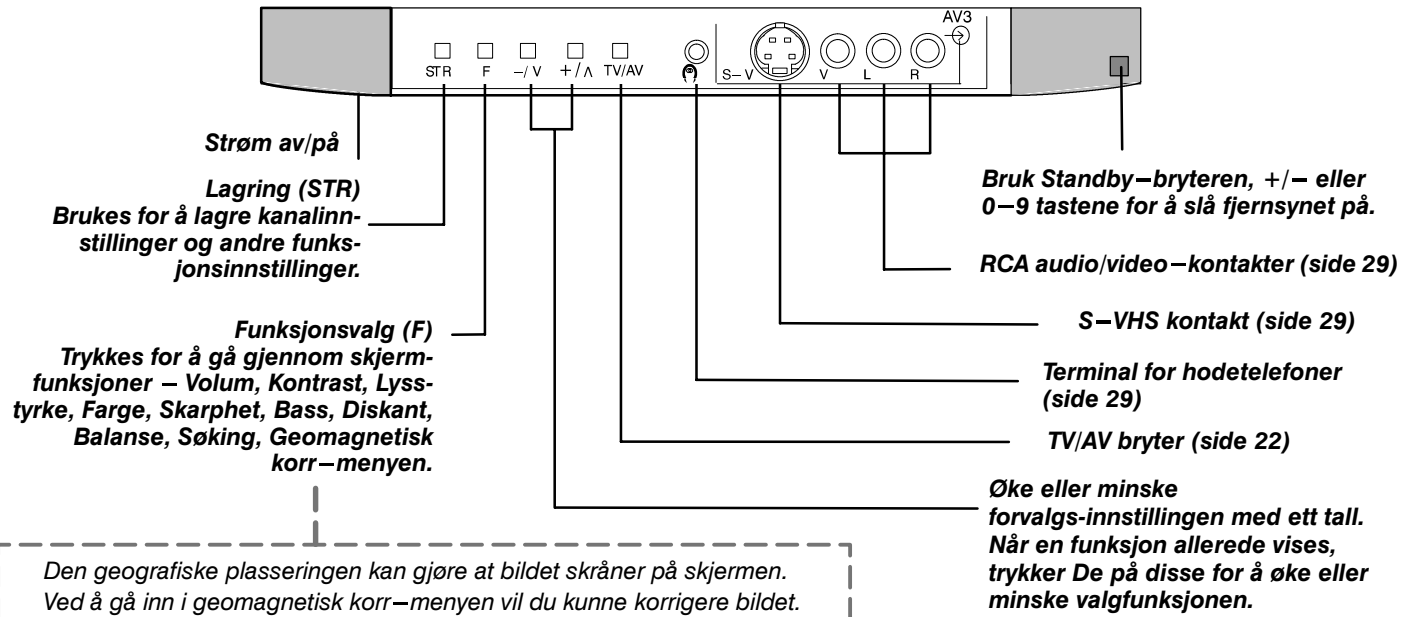 AV3
STR F –/ V +/Λ TV/AV S–V V L R
Strøm av/på
Lagring (STR)
Brukes for å lagre kanalinn-
stillinger og andre funks-
jonsinnstillinger.
Funksjonsvalg (F)
Trykkes for å gå gjennom skjerm-
funksjoner – Volum, Kontrast, Lyss-
tyrke, Farge, Skarphet, Bass, Diskant,
Balanse, Søking, Geomagnetisk
korr–menyen.
Den geografiske plasseringen kan gjøre at bildet skråner på skjermen.
Ved å gå inn i geomagnetisk korr–menyen vil du kunne korrigere bildet.
Bruk Standby–bryteren, +/– eller
0–9 tastene for å slå fjernsynet på.
RCA audio/video–kontakter (side 29)
S–VHS kontakt (side 29)
Terminal for hodetelefoner
(side 29)
TV/AV bryter (side 22)
Øke eller minske
forvalgs-innstillingen med ett tall.
Når en funksjon allerede vises,
trykker De på disse for å øke eller
minske valgfunksjonen.